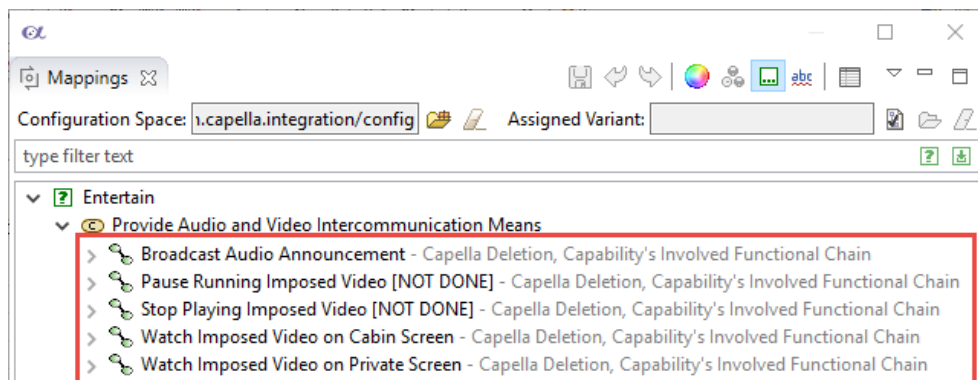 Mappings
Configuration Space: ı.capella.integration/config Assigned Variant:
type filter text
Entertain
Provide Audio and Video Intercommunication Means
Broadcast Audio Announcement - Capella Deletion, Capability's Involved Functional Chain
Pause Running Imposed Video [NOT DONE] - Capella Deletion, Capability's Involved Functional Chain
Stop Playing Imposed Video [NOT DONE] - Capella Deletion, Capability's Involved Functional Chain
Watch Imposed Video on Cabin Screen - Capella Deletion, Capability's Involved Functional Chain
Watch Imposed Video on Private Screen - Capella Deletion, Capability's Involved Functional Chain